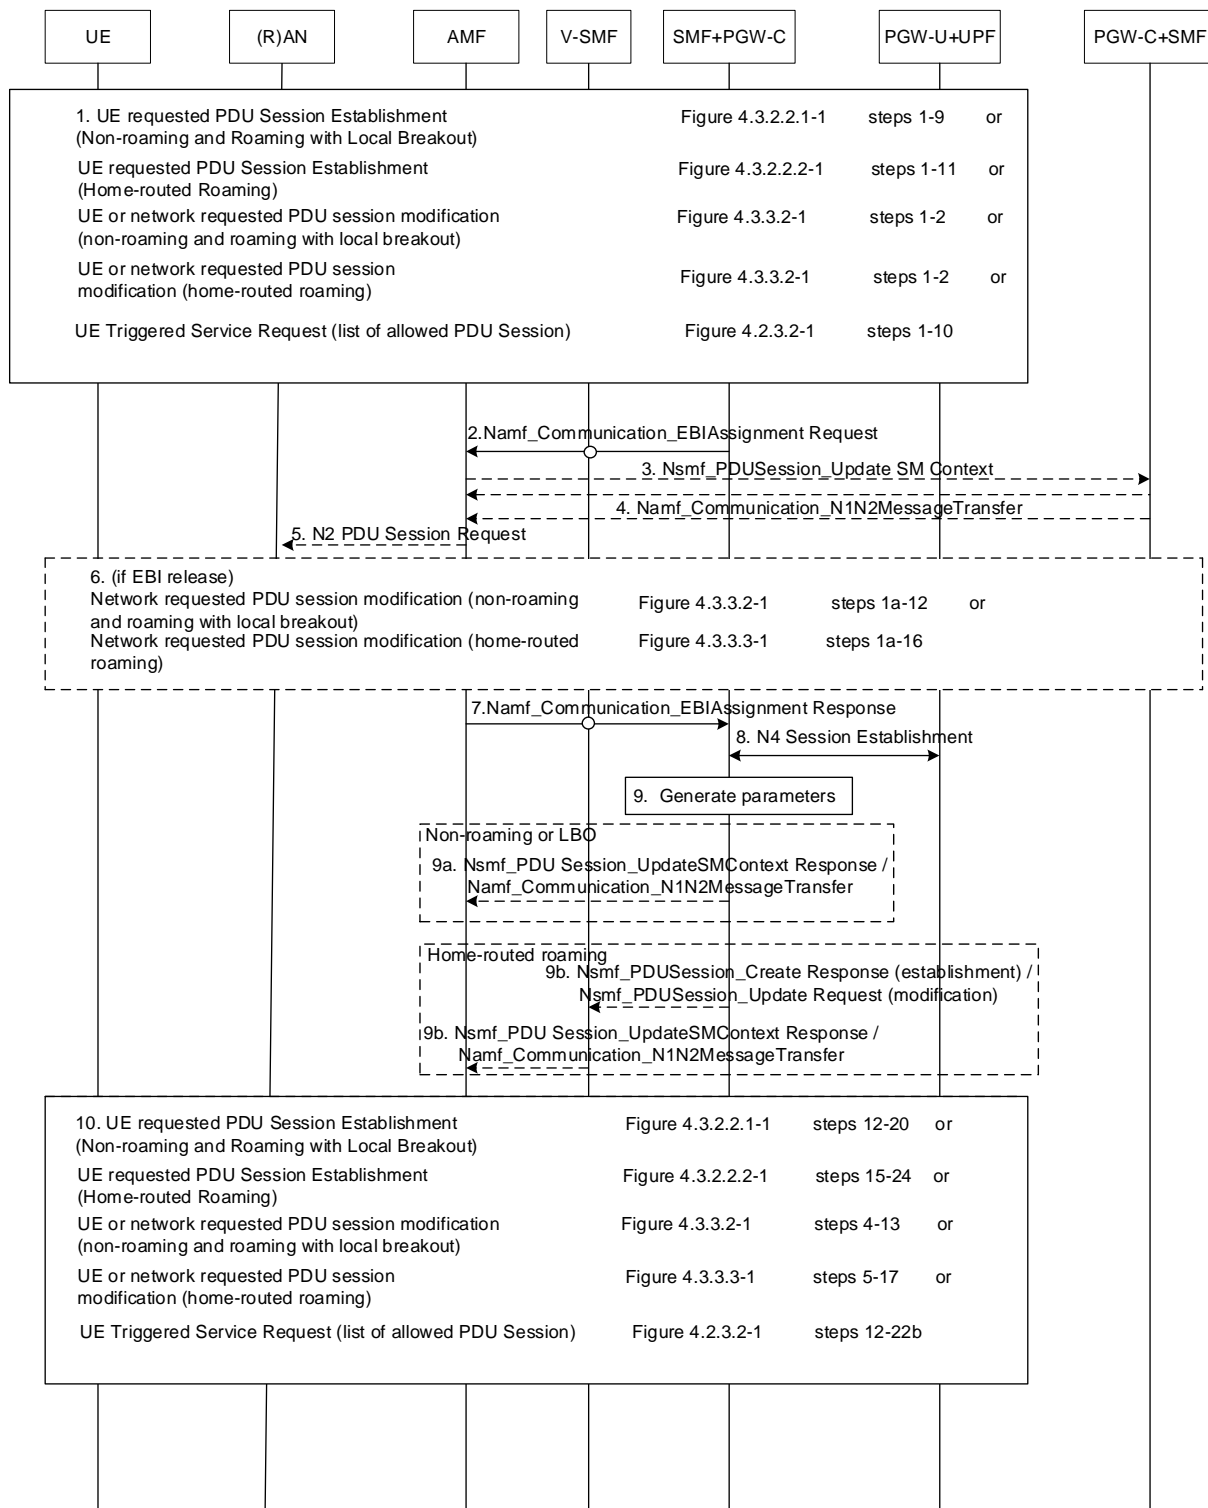 UE (R)AN AMF V-SMF SMF+PGW-C PGW-U+UPF PGW-C+SMF
1. UE requested PDU Session Establishment
(Non-roaming and Roaming with Local Breakout) Figure 4.3.2.2.1-1 steps 1-9 or
UE requested PDU Session Establishment
(Home-routed Roaming) Figure 4.3.2.2.2-1 steps 1-11 or
UE or network requested PDU session modification
(non-roaming and roaming with local breakout) Figure 4.3.3.2-1 steps 1-2 or
UE or network requested PDU session
modification (home-routed roaming) Figure 4.3.3.2-1 steps 1-2 or
UE Triggered Service Request (list of allowed PDU Session) Figure 4.2.3.2-1 steps 1-10
2.Namf_Communication_EBIAssignment Request
3. Nsmf_PDUSession_Update SM Context
4. Namf_Communication_N1N2MessageTransfer
5. N2 PDU Session Request
6. (if EBI release)
Network requested PDU session modification (non-roaming
and roaming with local breakout) Figure 4.3.3.2-1 steps 1a-12 or
Network requested PDU session modification (home-routed
roaming) Figure 4.3.3.3-1 steps 1a-16
7.Namf_Communication_EBIAssignment Response
8. N4 Session Establishment
9. Generate parameters
Non-roaming or LBO
9a. Nsmf_PDU Session_UpdateSMContext Response /
Namf_Communication_N1N2MessageTransfer
Home-routed roaming
9b. Nsmf_PDUSession_Create Response (establishment) /
Nsmf_PDUSession_Update Request (modification)
9b. Nsmf_PDU Session_UpdateSMContext Response /
Namf_Communication_N1N2MessageTransfer
10. UE requested PDU Session Establishment
(Non-roaming and Roaming with Local Breakout) Figure 4.3.2.2.1-1 steps 12-20 or
UE requested PDU Session Establishment
(Home-routed Roaming) Figure 4.3.2.2.2-1 steps 15-24 or
UE or network requested PDU session modification
(non-roaming and roaming with local breakout) Figure 4.3.3.2-1 steps 4-13 or
UE or network requested PDU session
modification (home-routed roaming) Figure 4.3.3.3-1 steps 5-17 or
UE Triggered Service Request (list of allowed PDU Session) Figure 4.2.3.2-1 steps 12-22b